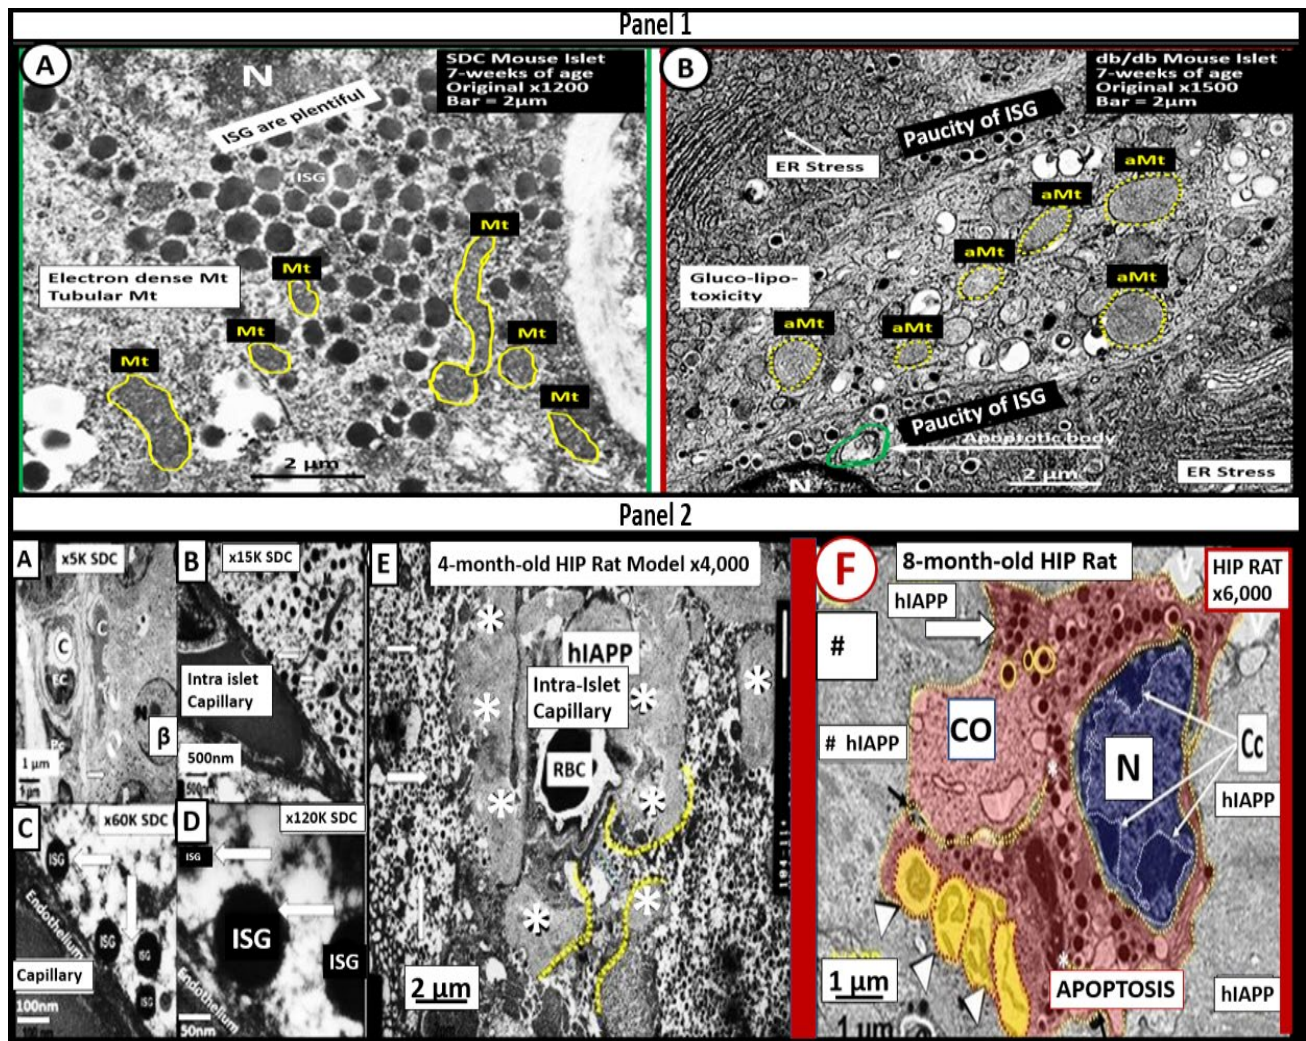 Panel 1
A
N
SDC Mouse Islet
7-weeks of age
Original x1200
Bar = 2μm
ISG are plentiful
ISG
Mt
Electron dense Mt
Tubular Mt
Mt
Mt
Mt
Mt
Mt
2 μm
B
db/db Mouse Islet
7-weeks of age
Original x1500
Bar = 2μm
Paucity of ISG
ER Stress
aMt
aMt
aMt
Gluco-lipo-
toxicity
aMt
aMt
aMt
Paucity of ISG
Apoptotic body
ER Stress
2 μm
N
Panel 2
A
x5K SDC
C
C
EC
N
β
Pc
1 μm
B
x15K SDC
Intra islet
Capillary
500nm
C
x60K SDC
ISG
Endothelium
ISG
ISG
ISG
Capillary
100nm
D
x120K SDC
ISG
ISG
ISG
Endothelium
50nm
E
4-month-old HIP Rat Model x4,000
*
hIAPP
*
*
*
Intra-Islet
Capillary
RBC
*
*
*
*
2 μm
F
8-month-old HIP Rat
HIP RAT
x6,000
V
hIAPP
#
V
# hIAPP
CO
N
Cc
hIAPP
*
*
1 μm
APOPTOSIS
hIAPP
1 μm